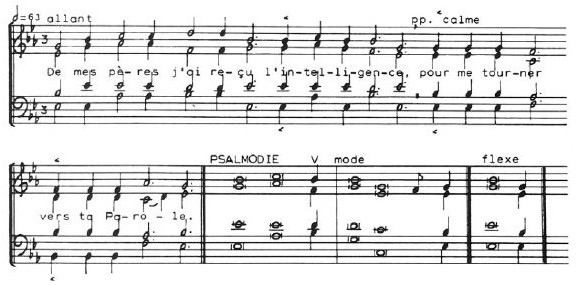 ♩=63 allant pp. calme
De mes pè-res j'ai re-çu l'in-tel-li-gen-ce, pour me tour-ner
PSALMODIE V mode flexe
vers ta Pa-ro-le.